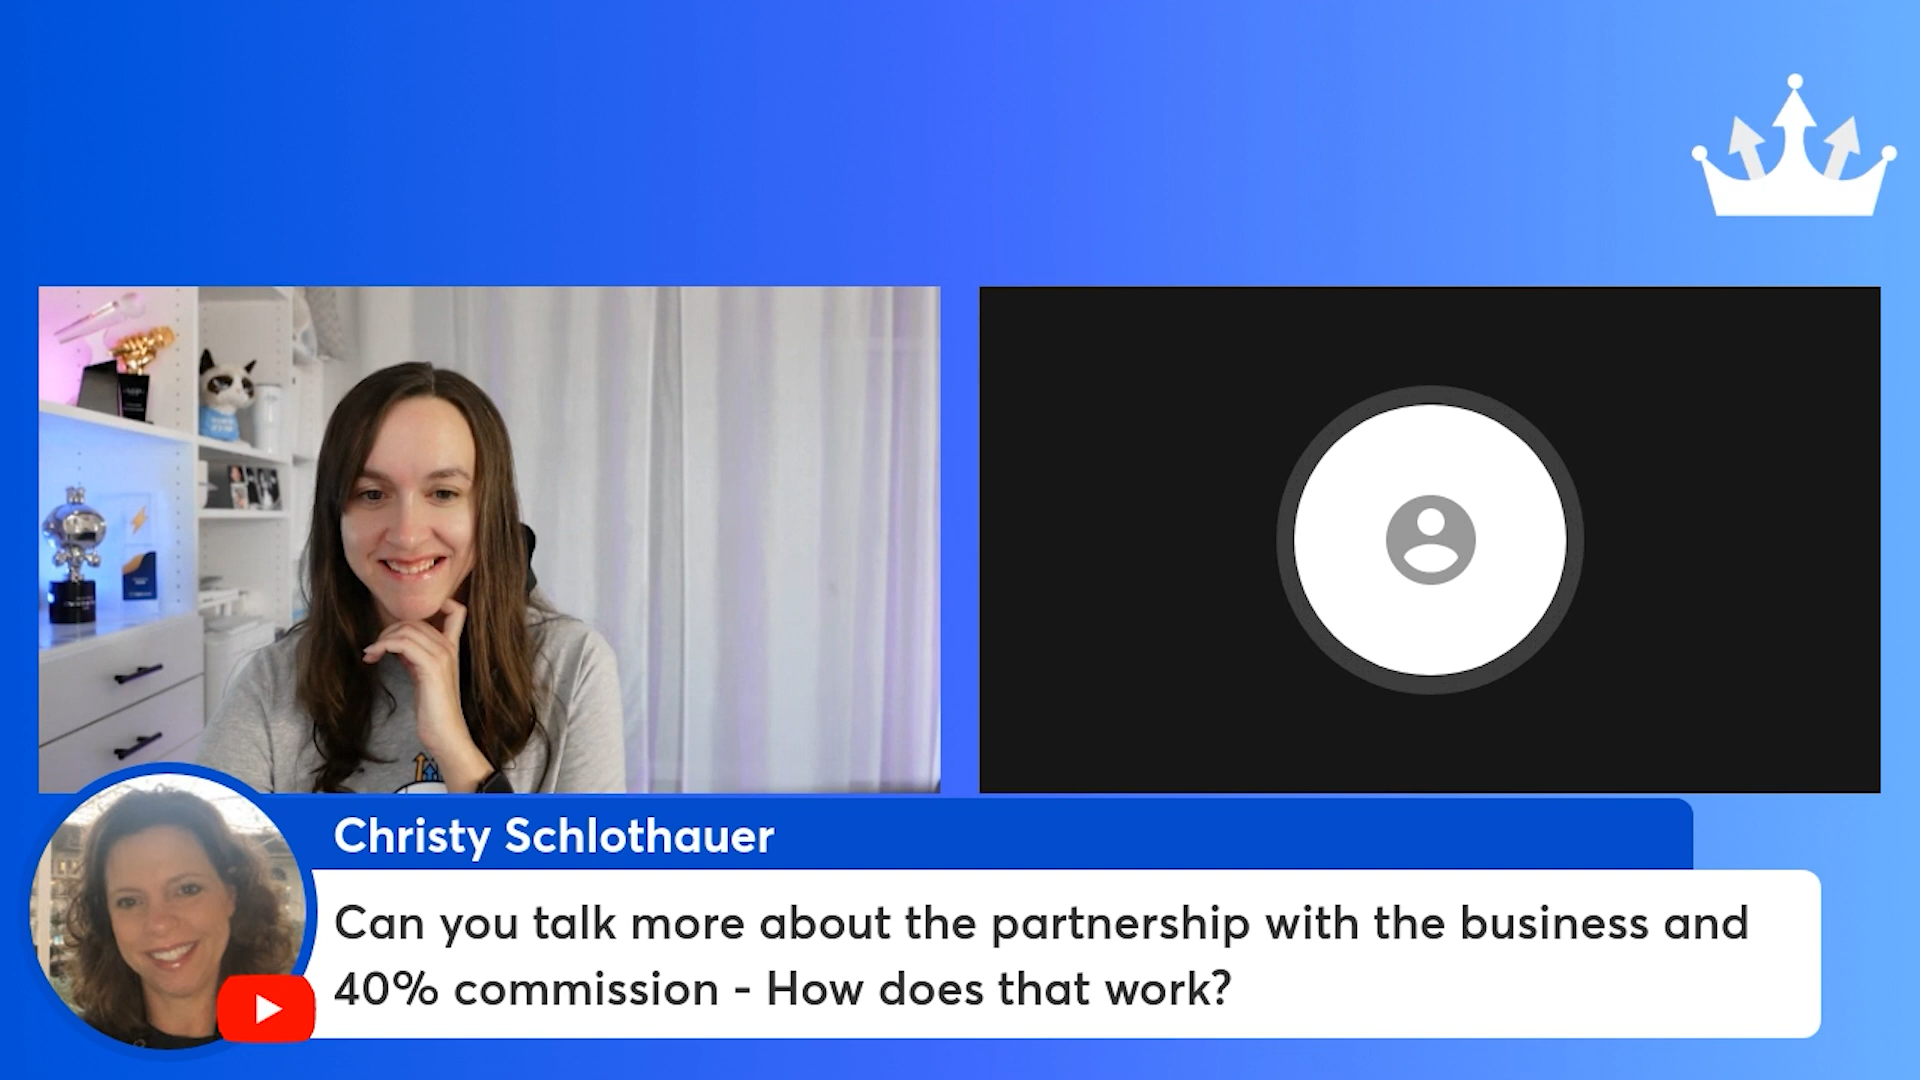 Christy Schlothauer
Can you talk more about the partnership with the business and
40% commission - How does that work?